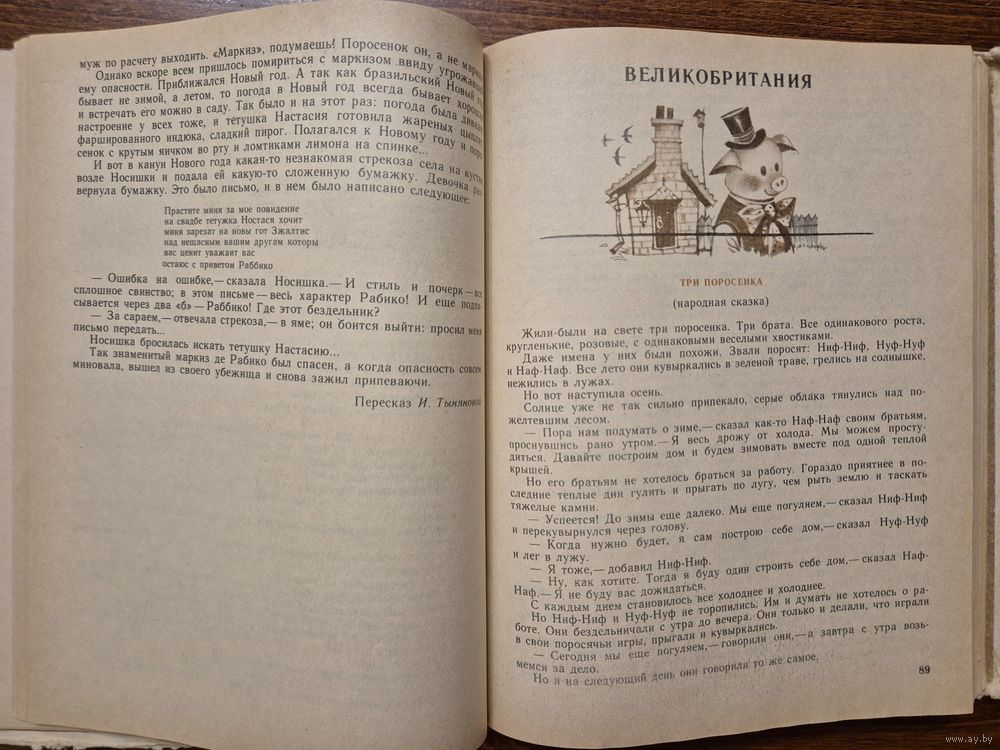 муж по расчету выходить. «Маркиз», подумаешь! Поросенок он, а не маркиз
Однако вскоре всем пришлось помириться с маркизом ввиду угрожавшей
ему опасности. Приближался Новый год. А так как бразильский Новый год
бывает не зимой, а летом, то погода в Новый год всегда бывает хорошая
и встречать его можно в саду. Так было и на этот раз: погода была дивная
настроение у всех тоже, и тетушка Настасия готовила жареных цыплят,
фаршированного индюка, сладкий пирог. Полагался к Новому году и поро-
сенок с крутым яичком во рту и ломтиками лимона на спинке...
И вот в канун Нового года какая-то незнакомая стрекоза села на кустик
возле Носишки и подала ей какую-то сложенную бумажку. Девочка раз-
вернула бумажку. Это было письмо, и в нем было написано следующее:
Прастите миня за мое повидение
на свадбе тетужка Ностася хочит
миня зарезат на новы гот Зжалтис
над нещасным вашим другам которы
вас ценит уважаит вас
остаюс с приветом Раббико
— Ошибка на ошибке,— сказала Носишка.— И стиль и почерк — все
сплошное свинство; в этом письме — весь характер Рабико! И еще подпи-
сывается через два «б» — Раббико! Где этот бездельник?
— За сараем,— отвечала стрекоза,— в яме; он боится выйти: просил меня
письмо передать...
Носишка бросилась искать тетушку Настасию...
Так знаменитый маркиз де Рабико был спасен, а когда опасность совсем
миновала, вышел из своего убежища и снова зажил припеваючи.
Пересказ И. Тыняновой
ВЕЛИКОБРИТАНИЯ
8
ТРИ ПОРОСЕНКА
(народная сказка)
Жили-были на свете три поросенка. Три брата. Все одинакового роста,
кругленькие, розовые, с одинаковыми веселыми хвостиками.
Даже имена у них были похожи. Звали поросят: Ниф-Ниф, Нуф-Нуф
и Наф-Наф. Все лето они кувыркались в зеленой траве, грелись на солнышке,
нежились в лужах.
Но вот наступила осень.
Солнце уже не так сильно припекало, серые облака тянулись над по-
желтевшим лесом.
— Пора нам подумать о зиме,— сказал как-то Наф-Наф своим братьям,
проснувшись рано утром.— Я весь дрожу от холода. Мы можем просту-
диться. Давайте построим дом и будем зимовать вместе под одной теплой
крышей.
Но его братьям не хотелось браться за работу. Гораздо приятнее в по-
следние теплые дни гулять и прыгать по лугу, чем рыть землю и таскать
тяжелые камни.
— Успеется! До зимы еще далеко. Мы еще погуляем,— сказал Ниф-Ниф
и перекувырнулся через голову.
— Когда нужно будет, я сам построю себе дом,— сказал Нуф-Нуф
и лег в лужу.
— Я тоже,— добавил Ниф-Ниф.
— Ну, как хотите. Тогда я буду один строить себе дом,— сказал Наф-
Наф.— Я не буду вас дожидаться.
С каждым днем становилось все холоднее и холоднее.
Но Ниф-Ниф и Нуф-Нуф не торопились. Им и думать не хотелось о ра-
боте. Они бездельничали с утра до вечера. Они только и делали, что играли
в свои поросячьи игры, прыгали и кувыркались.
— Сегодня мы еще погуляем,— говорили они,— а завтра с утра возь-
мемся за дело.
Но и на следующий день они говорили то же самое.
89
www.ay.by